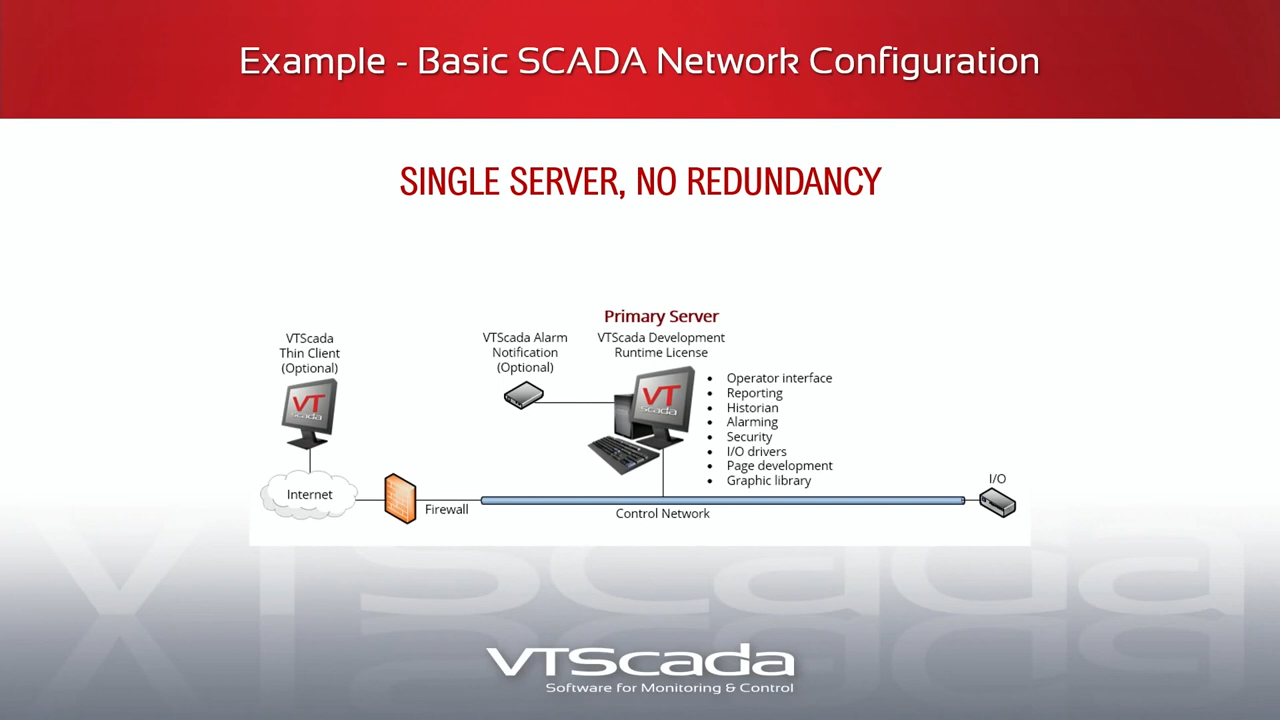 Example - Basic SCADA Network Configuration
SINGLE SERVER, NO REDUNDANCY
Primary Server
VTScada Development
Runtime License
VTScada Alarm
Notification
(Optional)
VTScada
Thin Client
(Optional)
VT
scada
VT
scada
• Operator interface
• Reporting
• Historian
• Alarming
• Security
• I/O drivers
• Page development
• Graphic library
Internet
Firewall
Control Network
I/O
VTScada
VTScada
Software for Monitoring & Control